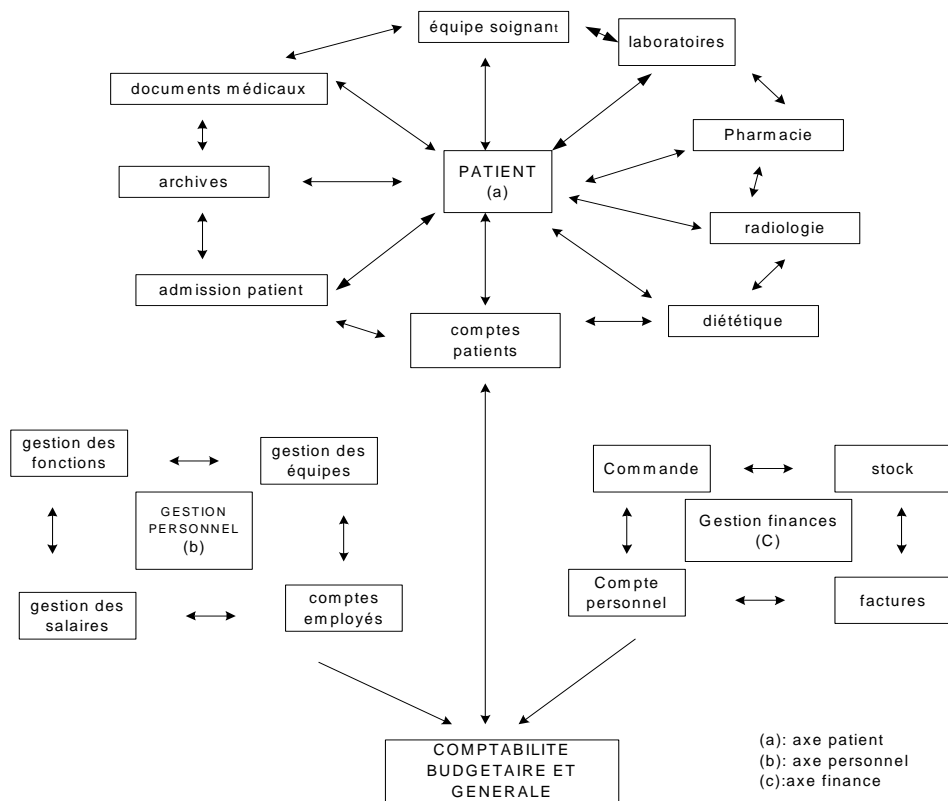 équipe soignant
laboratoires
documents médicaux
Pharmacie
PATIENT
(a)
archives
radiologie
admission patient
comptes
patients
diététique
gestion des
fonctions
gestion des
équipes
Commande
stock
GESTION
PERSONNEL
(b)
Gestion finances
(C)
gestion des
salaires
comptes
employés
Compte
personnel
factures
COMPTABILITE
BUDGETAIRE ET
GENERALE
(a): axe patient
(b): axe personnel
(c):axe finance